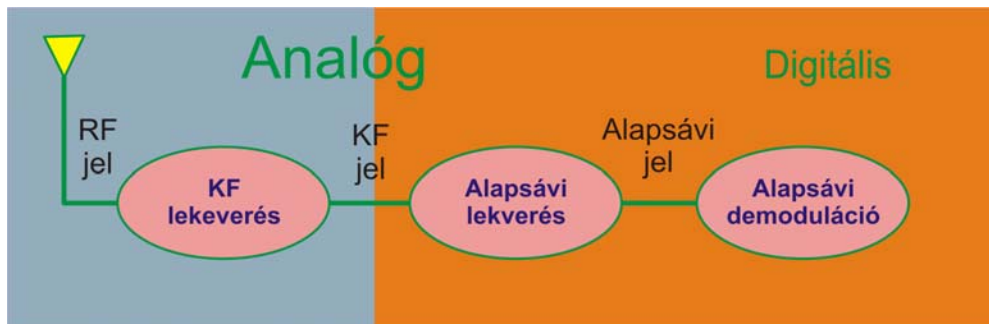 Analóg
Digitális
RF
jel
KF
lekeverés
KF
jel
Alapsávi
lekverés
Alapsávi
jel
Alapsávi
demoduláció